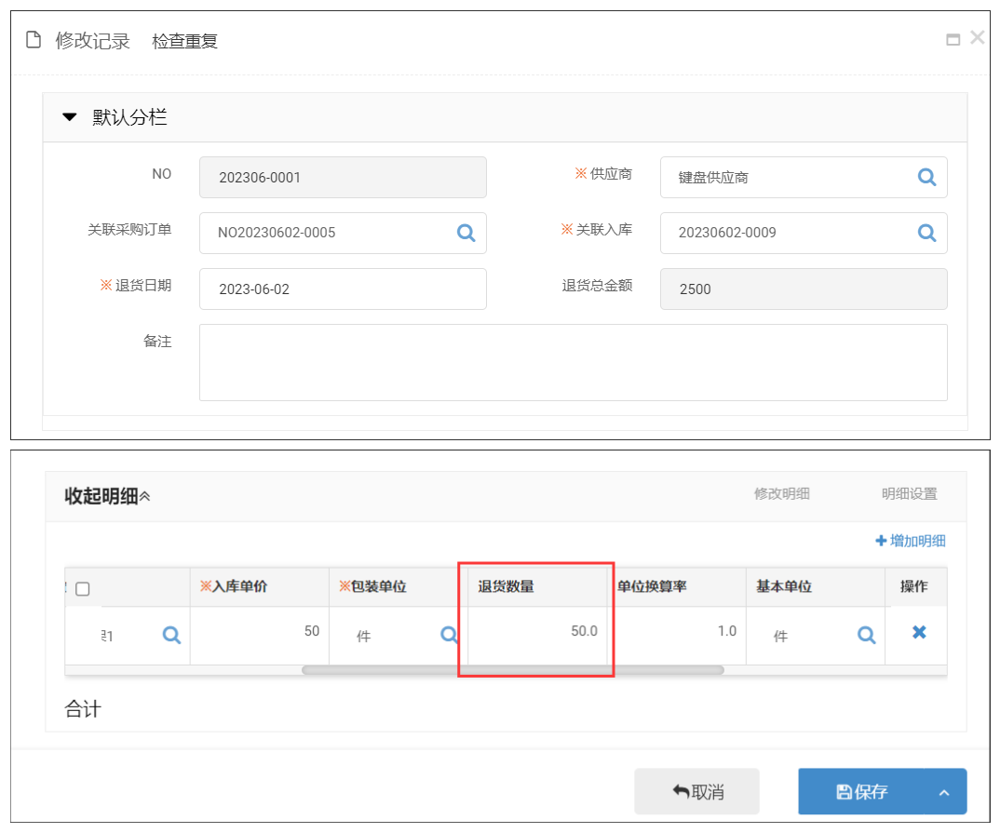 修改记录 检查重复
默认分栏
NO 202306-0001 ※供应商 键盘供应商
关联采购订单 NO20230602-0005 ※关联入库 20230602-0009
※退货日期 2023-06-02 退货总金额 2500
备注
收起明细
修改明细 明细设置
增加明细
※入库单价 ※包装单位 退货数量 单位换算率 基本单位 操作
1 50 件 50.0 1.0 件
合计
取消 保存